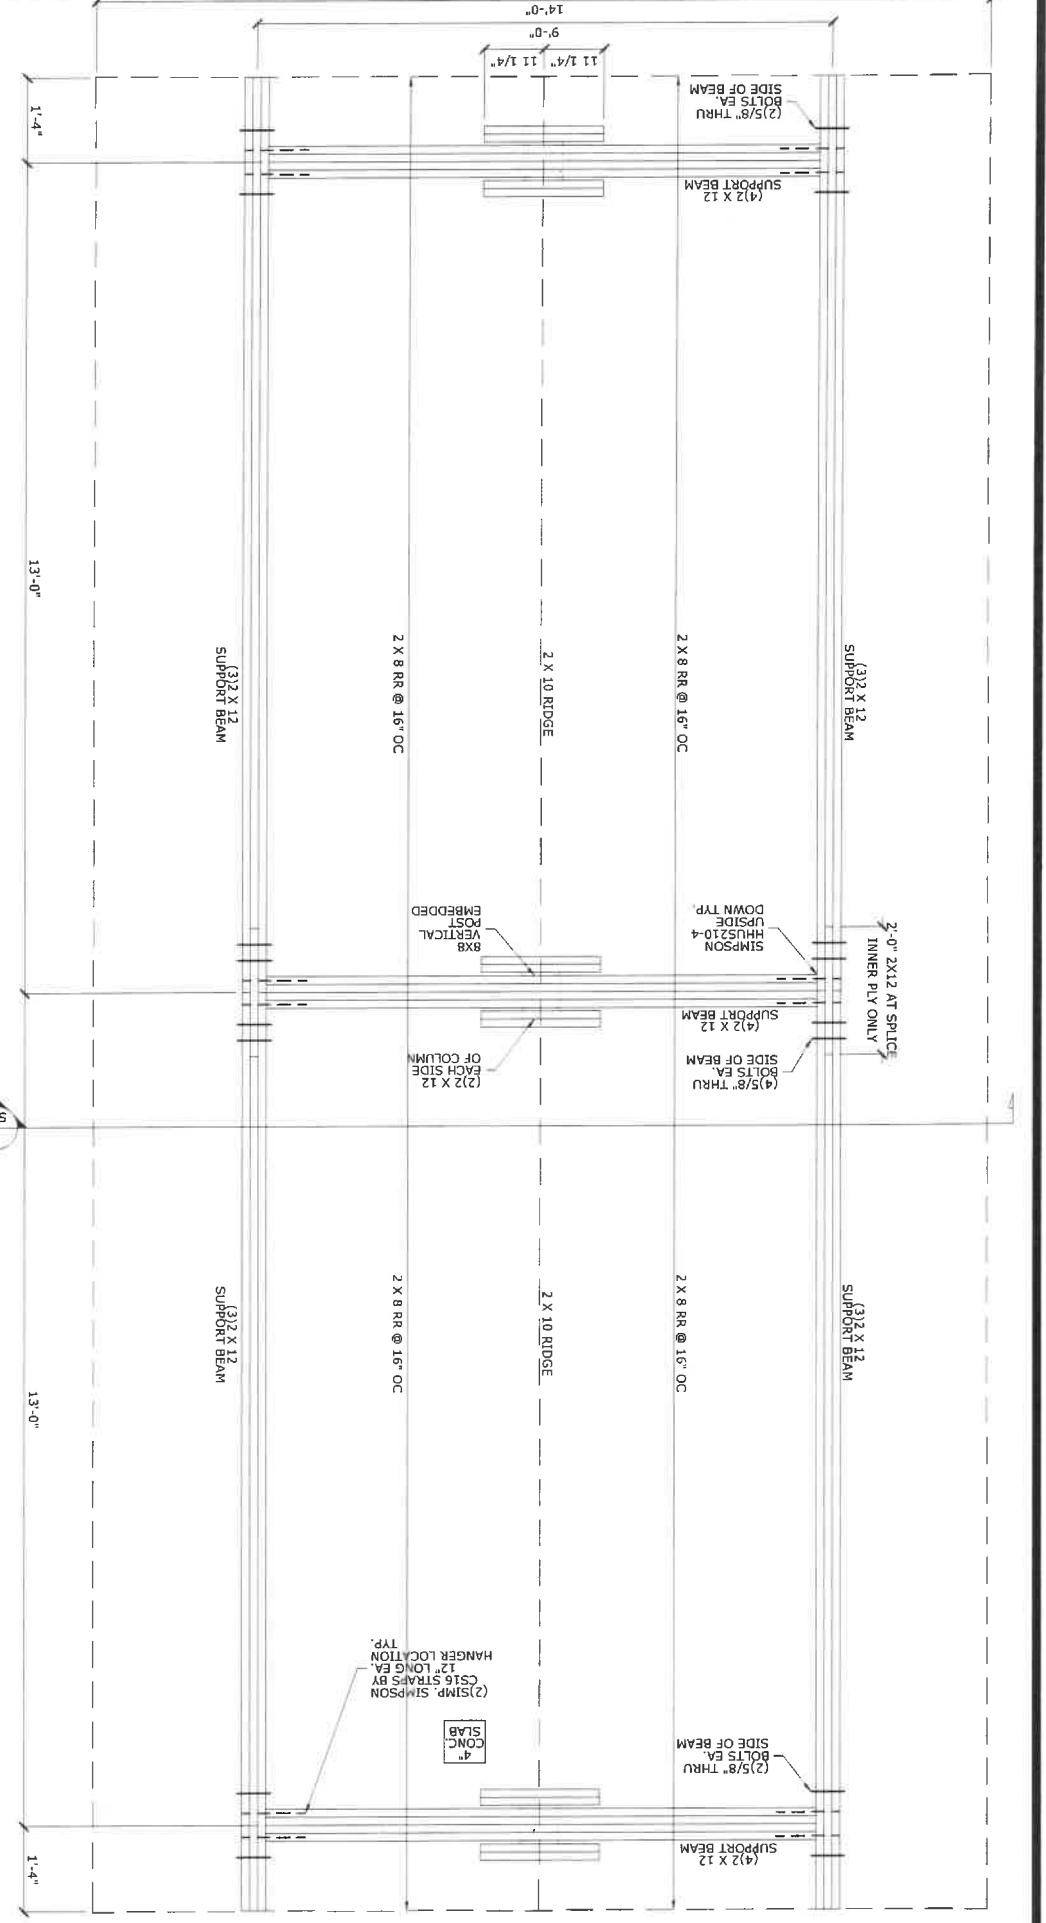 14'-0"
9'-0"
11 1/4"
11 1/4"
1'-4"
(2)5/8" THRU
BOLTS EA.
SIDE OF BEAM
(4)2 X 12
SUPPORT BEAM
13'-0"
(3)2 X 12
SUPPORT BEAM
2 X 8 RR @ 16" OC
2 X 10 RIDGE
2 X 8 RR @ 16" OC
(3)2 X 12
SUPPORT BEAM
8X8
VERTICAL
POST
EMBEDDED
SIMPSON
HHUS210-4
UPSIDE
DOWN TYP.
2'-0" 2X12 AT SPLICE
INNER PLY ONLY
(4)2 X 12
SUPPORT BEAM
(2)2 X 12
EACH SIDE
OF COLUMN
(4)5/8" THRU
BOLTS EA.
SIDE OF BEAM
S
13'-0"
(3)2 X 12
SUPPORT BEAM
2 X 8 RR @ 16" OC
2 X 10 RIDGE
2 X 8 RR @ 16" OC
(3)2 X 12
SUPPORT BEAM
(2)SIMP. SIMPSON
CS16 STRAPS BY
12" LONG EA.
HANGER LOCATION
TYP.
4"
CONC.
SLAB
(2)5/8" THRU
BOLTS EA.
SIDE OF BEAM
(4)2 X 12
SUPPORT BEAM
1'-4"